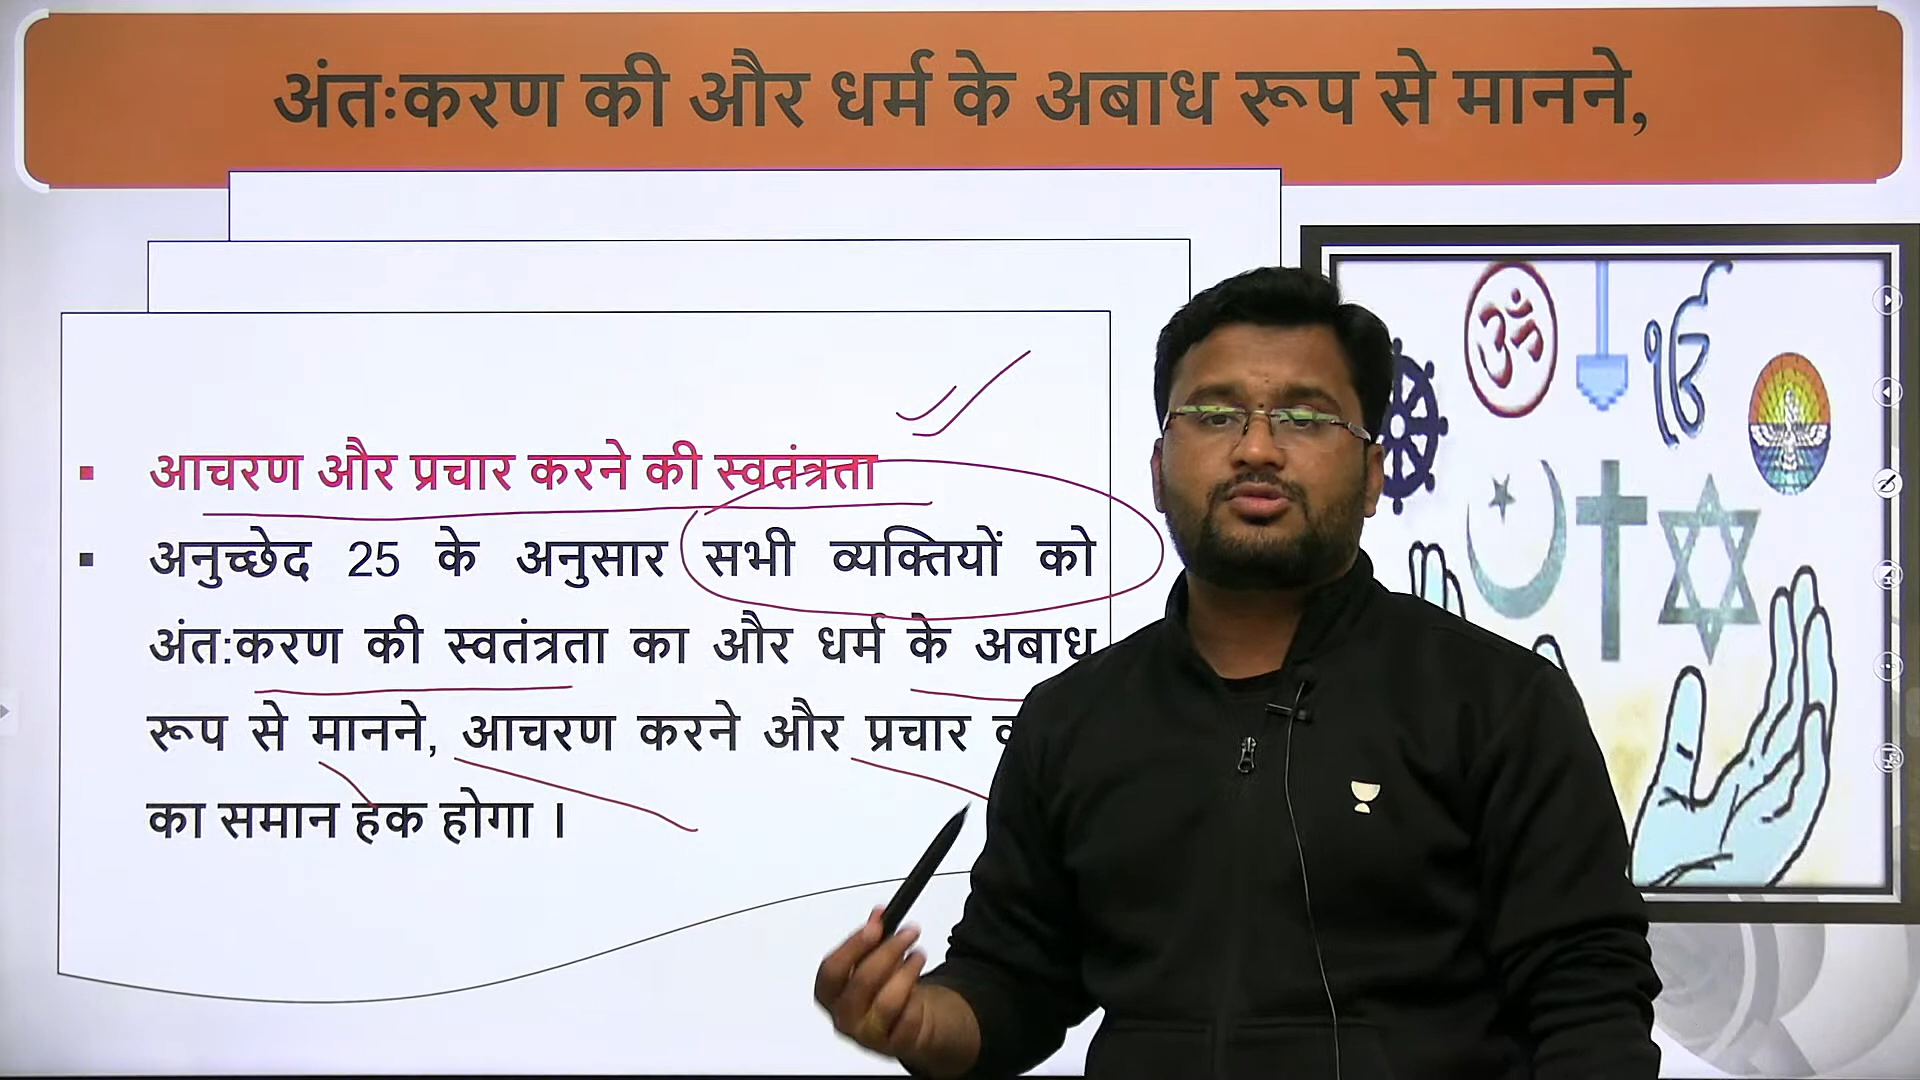 अंतःकरण की और धर्म के अबाध रूप से मानने,
▪ आचरण और प्रचार करने की स्वतंत्रता
▪ अनुच्छेद 25 के अनुसार सभी व्यक्तियों को
अंत:करण की स्वतंत्रता का और धर्म के अबाध
रूप से मानने, आचरण करने और प्रचार
का समान हक होगा ।
ॐ
ੴ